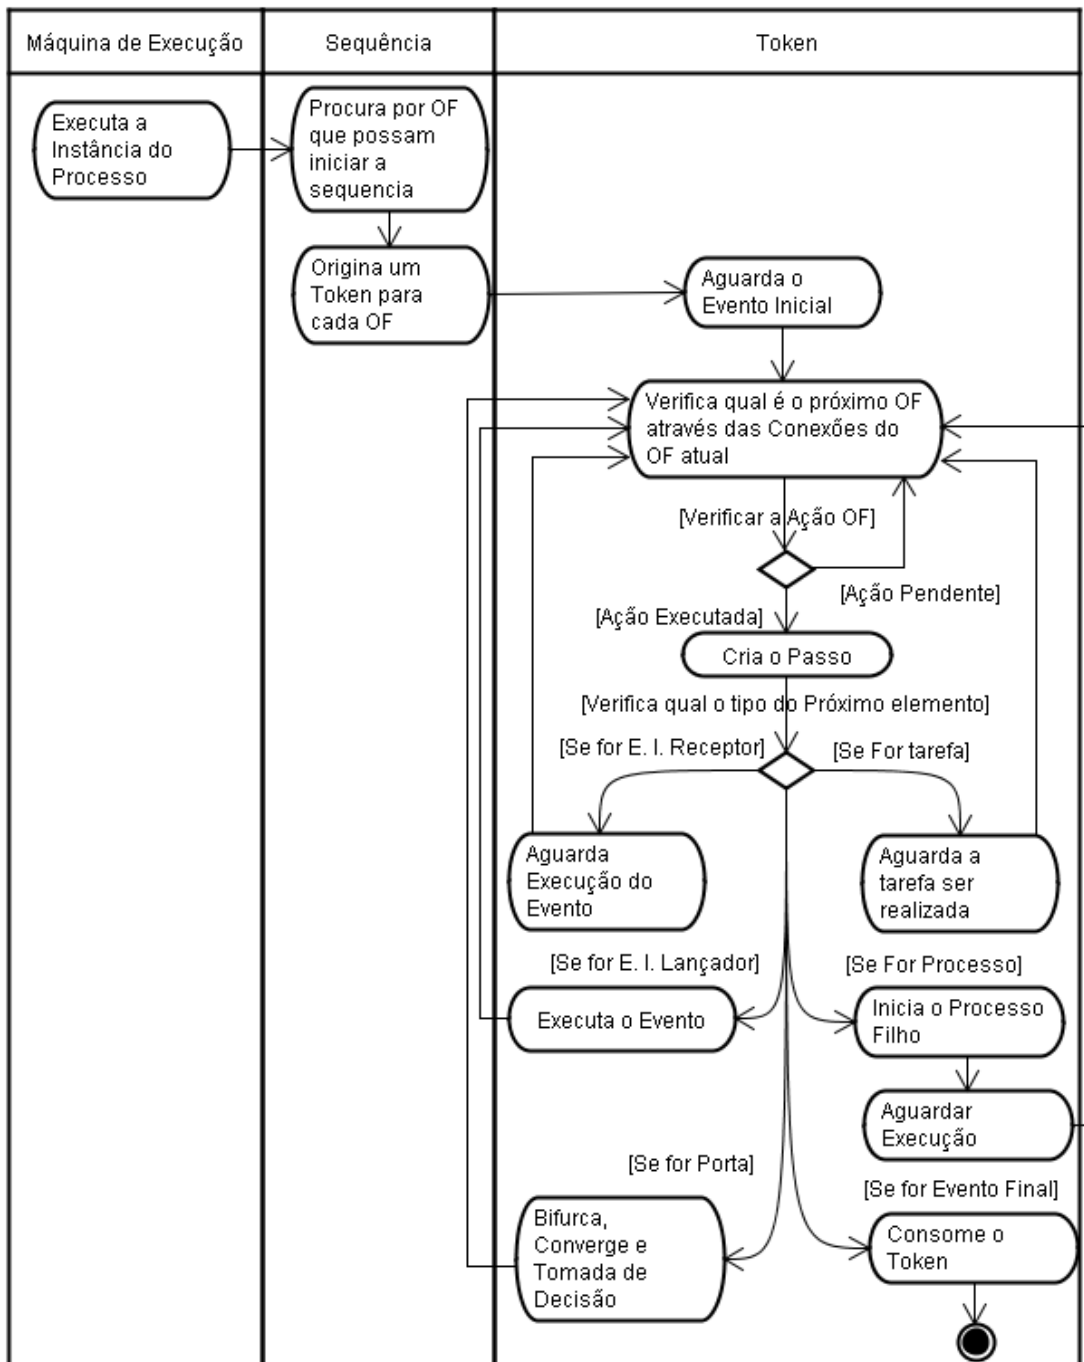 Máquina de Execução
Sequência
Token
Executa a
Instância do
Processo
Procura por OF
que possam
iniciar a
sequencia
Origina um
Token para
cada OF
Aguarda o
Evento Inicial
Verifica qual é o próximo OF
através das Conexões do
OF atual
[Verificar a Ação OF]
[Ação Pendente]
[Ação Executada]
Cria o Passo
[Verifica qual o tipo do Próximo elemento]
[Se for E. I. Receptor]
[Se For tarefa]
Aguarda
Execução do
Evento
Aguarda a
tarefa ser
realizada
[Se for E. I. Lançador]
[Se For Processo]
Executa o Evento
Inicia o Processo
Filho
Aguardar
Execução
[Se for Porta]
[Se for Evento Final]
Bifurca,
Converge e
Tomada de
Decisão
Consome o
Token